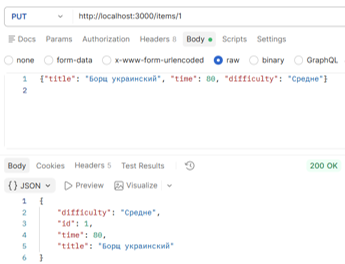 PUT http://localhost:3000/items/1
Docs Params Authorization Headers 8 Body Scripts Settings
none form-data x-www-form-urlencoded raw binary GraphQL
1 {"title": "Борщ украинский", "time": 80, "difficulty": "Средне"}
2
Body Cookies Headers 5 Test Results 200 OK
{} JSON Preview Visualize
1 {
2 "difficulty": "Средне",
3 "id": 1,
4 "time": 80,
5 "title": "Борщ украинский"
6 }